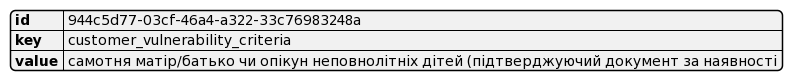 id 944c5d77-03cf-46a4-a322-33c76983248a
key customer_vulnerability_criteria
value самотня матір/батько чи опікун неповнолітніх дітей (підтверджуючий документ за наявності